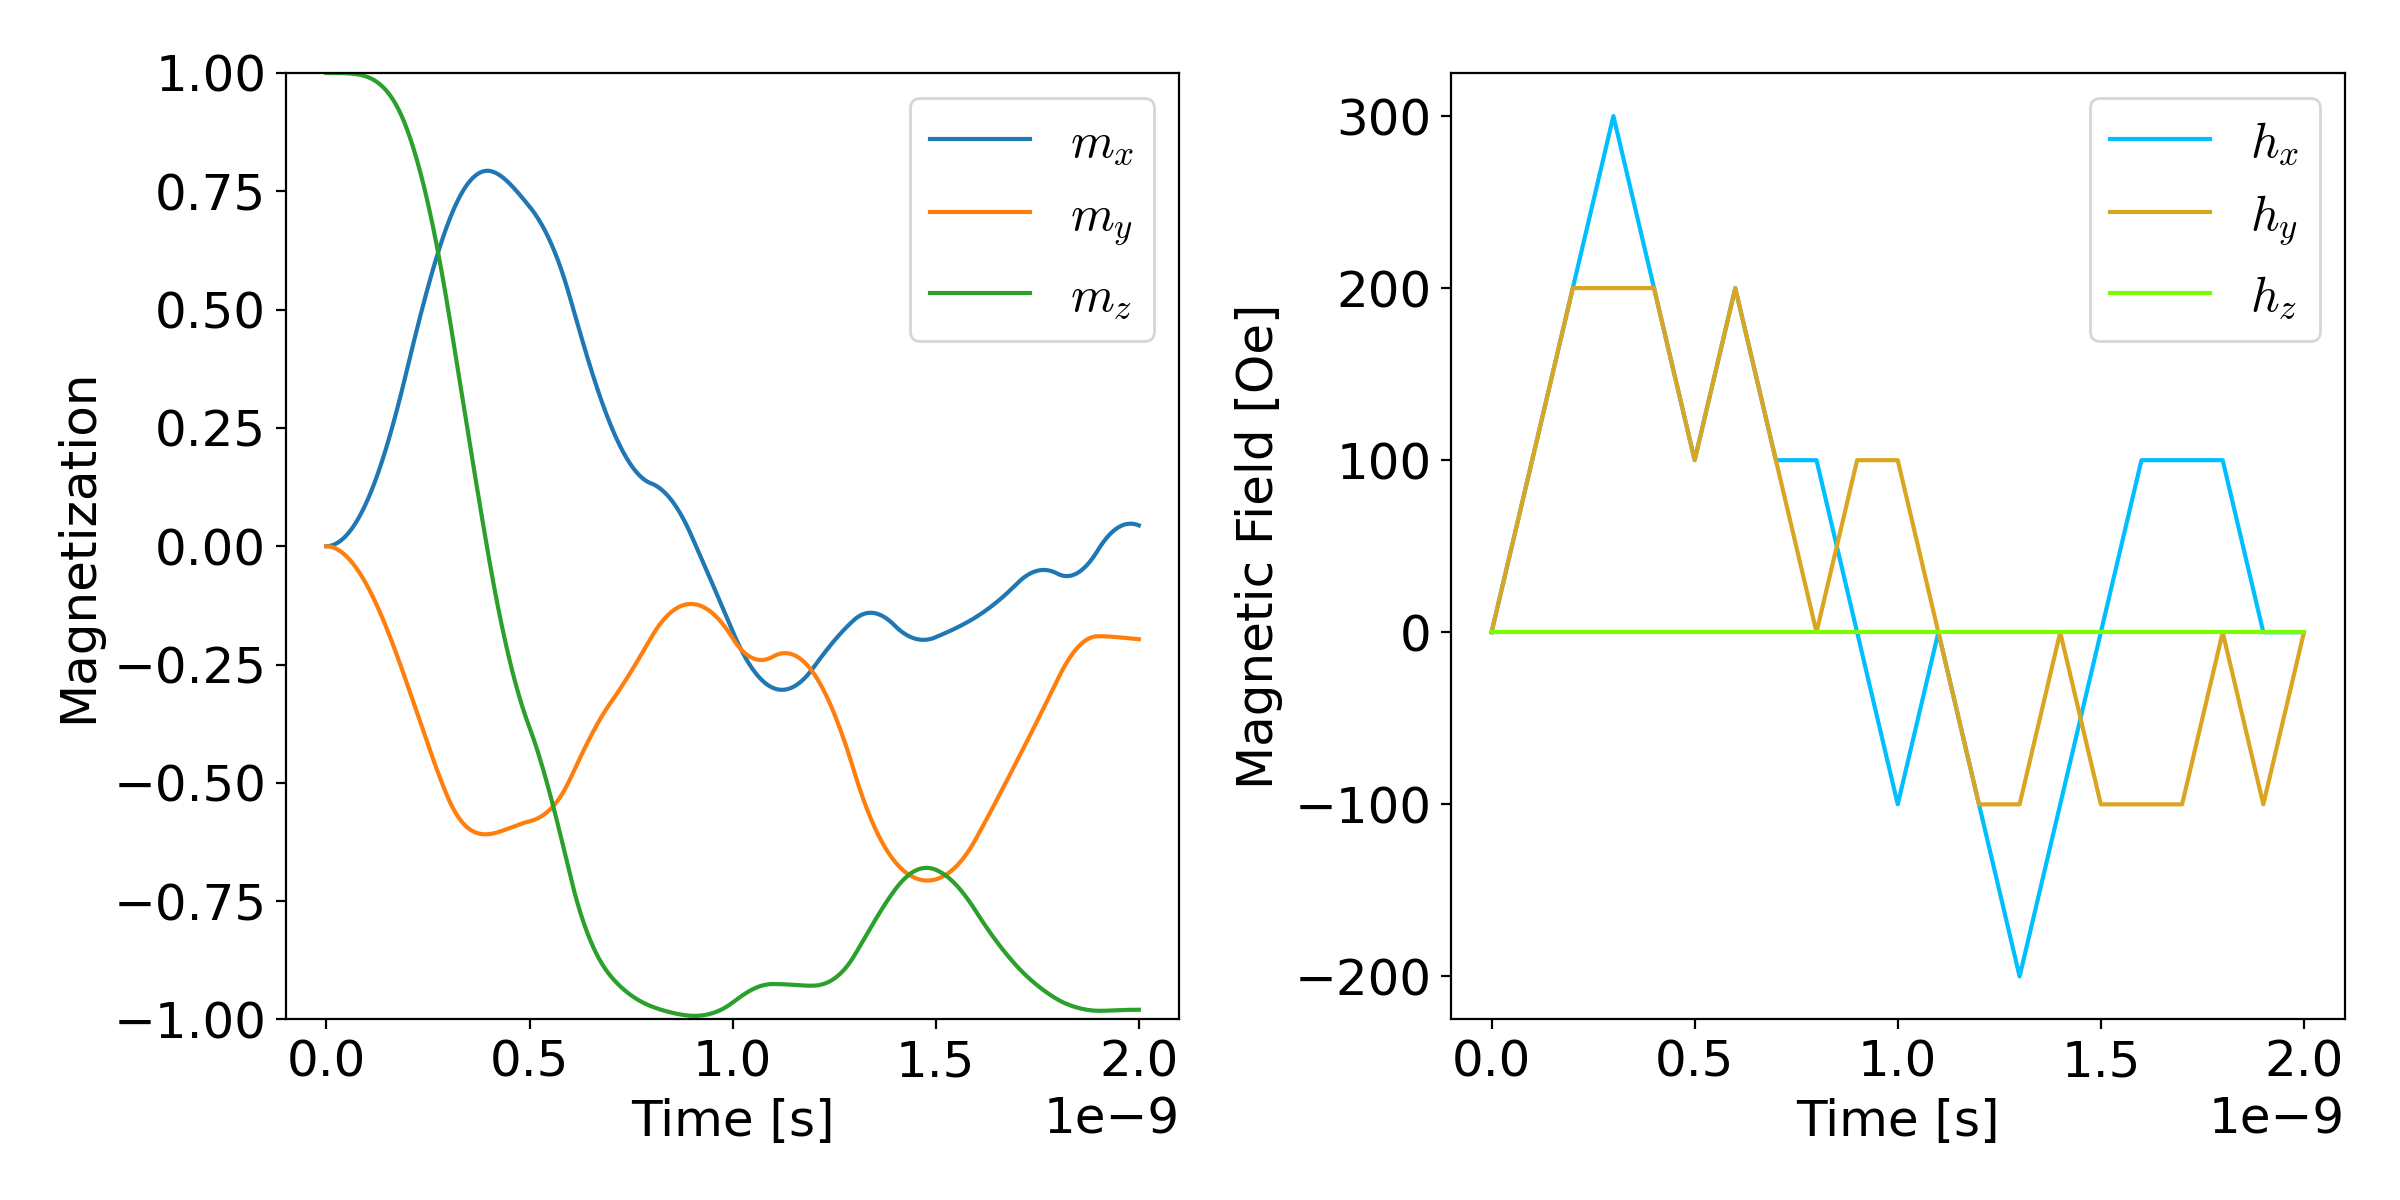 Magnetization
1.00
0.75
0.50
0.25
0.00
−0.25
−0.50
−0.75
−1.00
0.0 0.5 1.0 1.5 2.0
Time [s]
1e−9
m_x
m_y
m_z
Magnetic Field [Oe]
300
200
100
0
−100
−200
0.0 0.5 1.0 1.5 2.0
Time [s]
1e−9
h_x
h_y
h_z